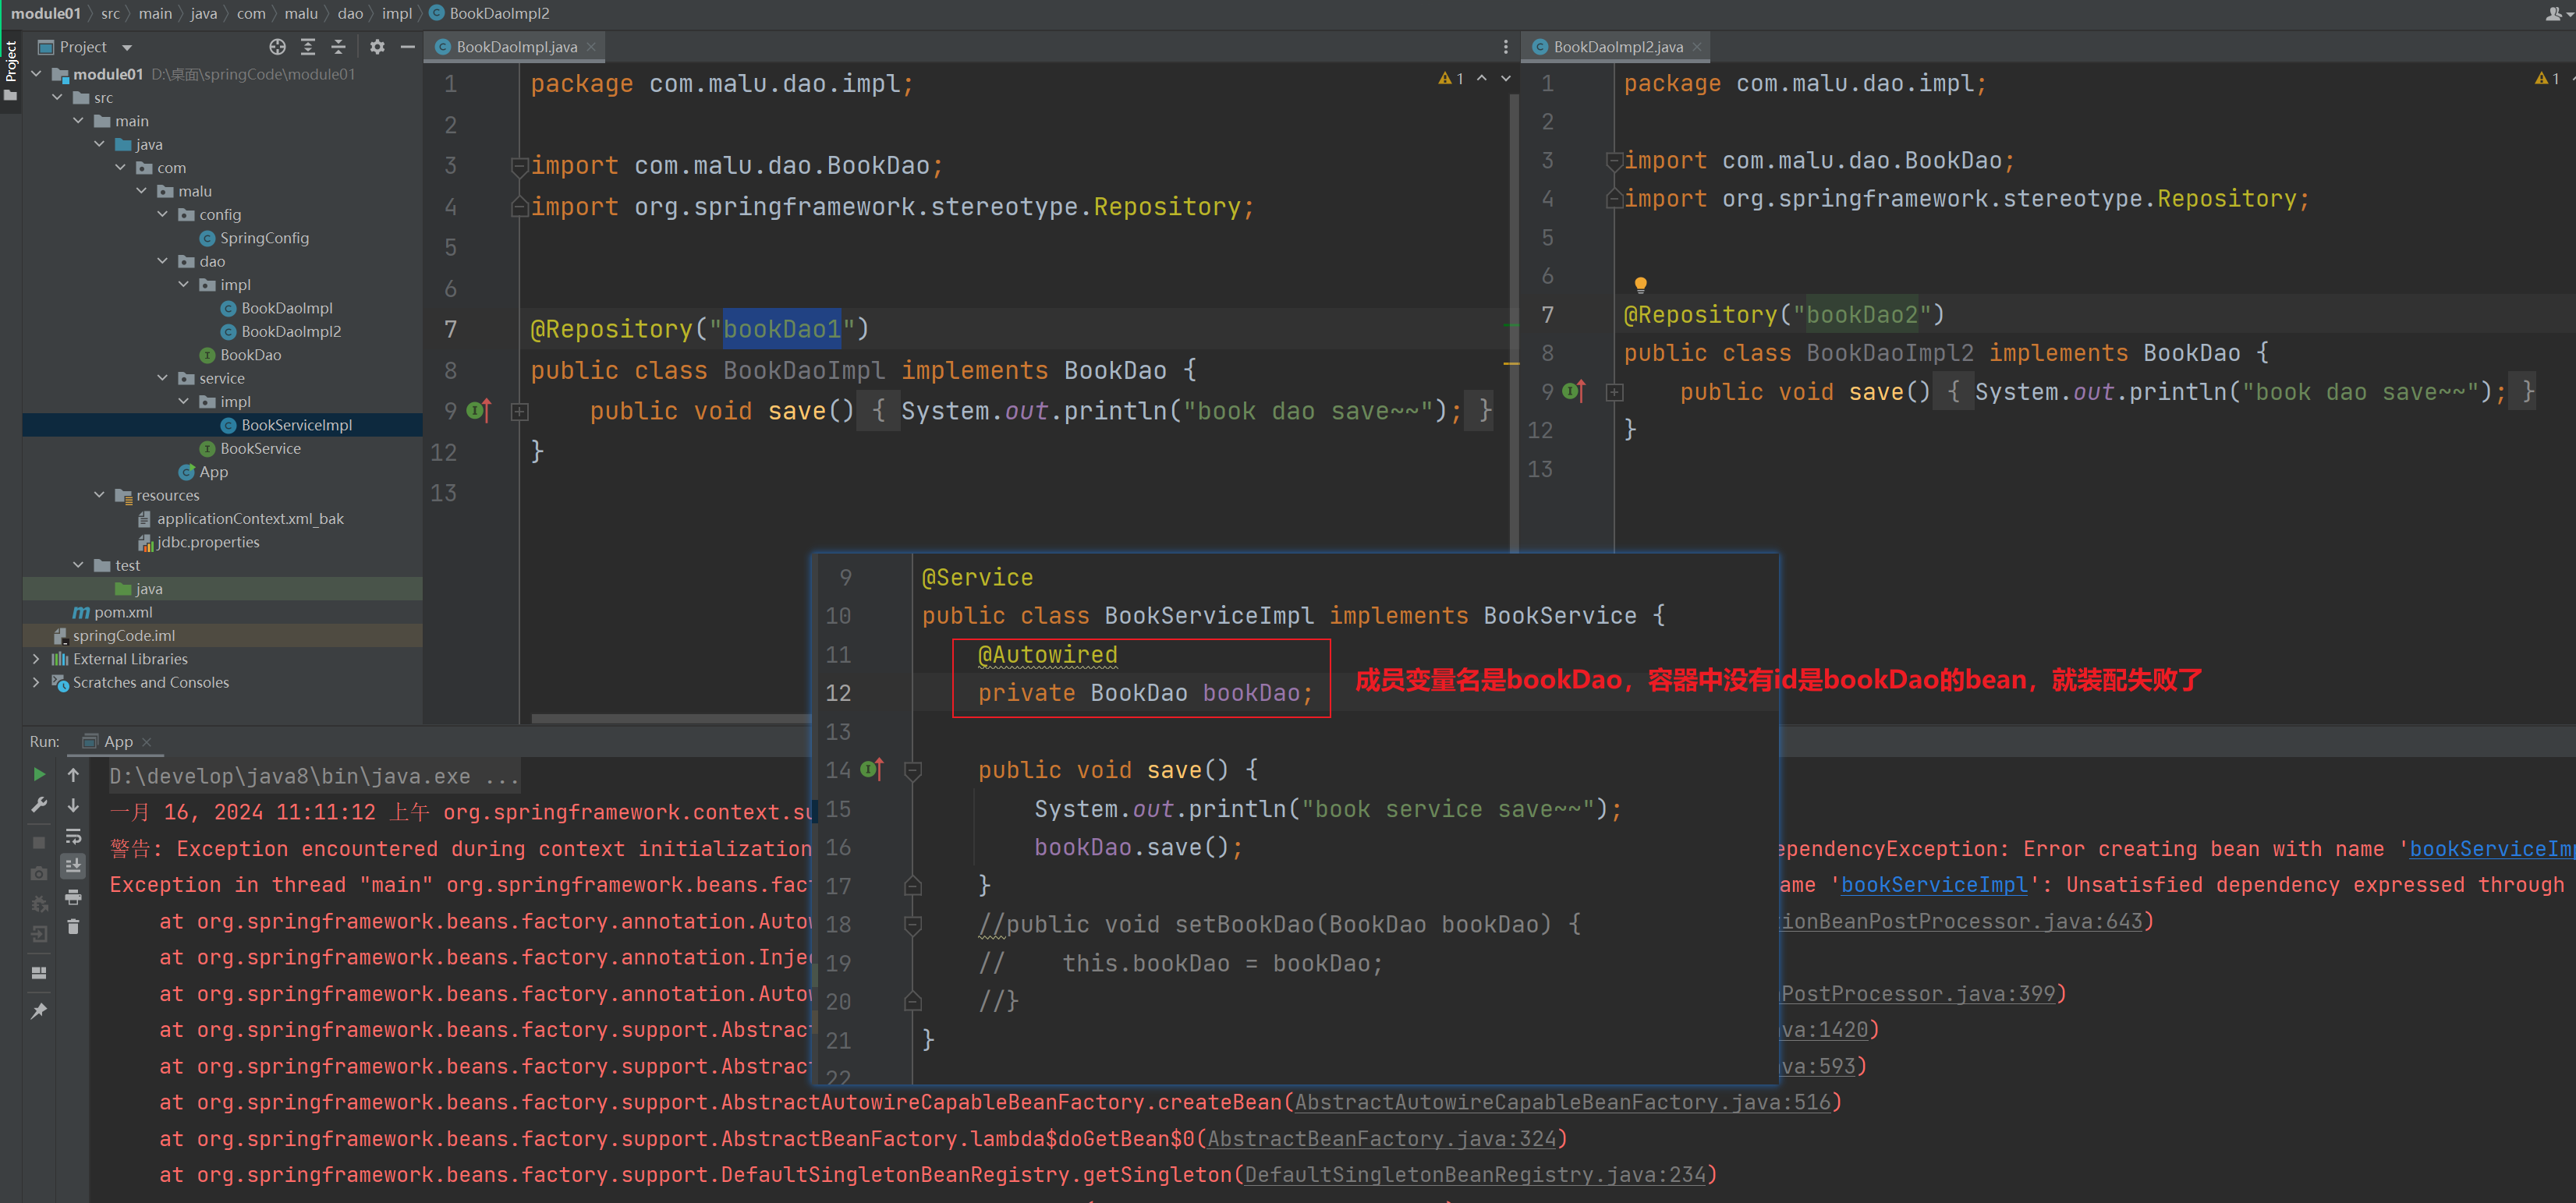 module01 〉 src 〉 main 〉 java 〉 com 〉 malu 〉 dao 〉 impl 〉 BookDaoImpl2
Project
Project
module01 D:\桌面\springCode\module01
src
main
java
com
malu
config
SpringConfig
dao
impl
BookDaoImpl
BookDaoImpl2
BookDao
service
impl
BookServiceImpl
BookService
App
resources
applicationContext.xml_bak
jdbc.properties
test
java
pom.xml
springCode.iml
External Libraries
Scratches and Consoles
BookDaoImpl.java
1 package com.malu.dao.impl;
1
2
3 import com.malu.dao.BookDao;
4 import org.springframework.stereotype.Repository;
5
6
7 @Repository("bookDao1")
8 public class BookDaoImpl implements BookDao {
9 public void save() { System.out.println("book dao save~~"); }
12 }
13
BookDaoImpl2.java
1 package com.malu.dao.impl;
1
2
3 import com.malu.dao.BookDao;
4 import org.springframework.stereotype.Repository;
5
6
7 @Repository("bookDao2")
8 public class BookDaoImpl2 implements BookDao {
9 public void save() { System.out.println("book dao save~~"); }
12 }
13
9 @Service
10 public class BookServiceImpl implements BookService {
11 @Autowired
12 private BookDao bookDao;
成员变量名是bookDao，容器中没有id是bookDao的bean，就装配失败了
13
14 public void save() {
15 System.out.println("book service save~~");
16 bookDao.save();
17 }
18 //public void setBookDao(BookDao bookDao) {
19 // this.bookDao = bookDao;
20 //}
21 }
22
Run: App
D:\develop\java8\bin\java.exe ...
一月 16, 2024 11:11:12 上午 org.springframework.context.su
警告: Exception encountered during context initialization ependencyException: Error creating bean with name 'bookServiceImp
Exception in thread "main" org.springframework.beans.fac ame 'bookServiceImpl': Unsatisfied dependency expressed through
at org.springframework.beans.factory.annotation.Autow ionBeanPostProcessor.java:643)
at org.springframework.beans.factory.annotation.Injec
at org.springframework.beans.factory.annotation.Autow PostProcessor.java:399)
at org.springframework.beans.factory.support.Abstract va:1420)
at org.springframework.beans.factory.support.Abstract va:593)
at org.springframework.beans.factory.support.AbstractAutowireCapableBeanFactory.createBean(AbstractAutowireCapableBeanFactory.java:516)
at org.springframework.beans.factory.support.AbstractBeanFactory.lambda$doGetBean$0(AbstractBeanFactory.java:324)
at org.springframework.beans.factory.support.DefaultSingletonBeanRegistry.getSingleton(DefaultSingletonBeanRegistry.java:234)